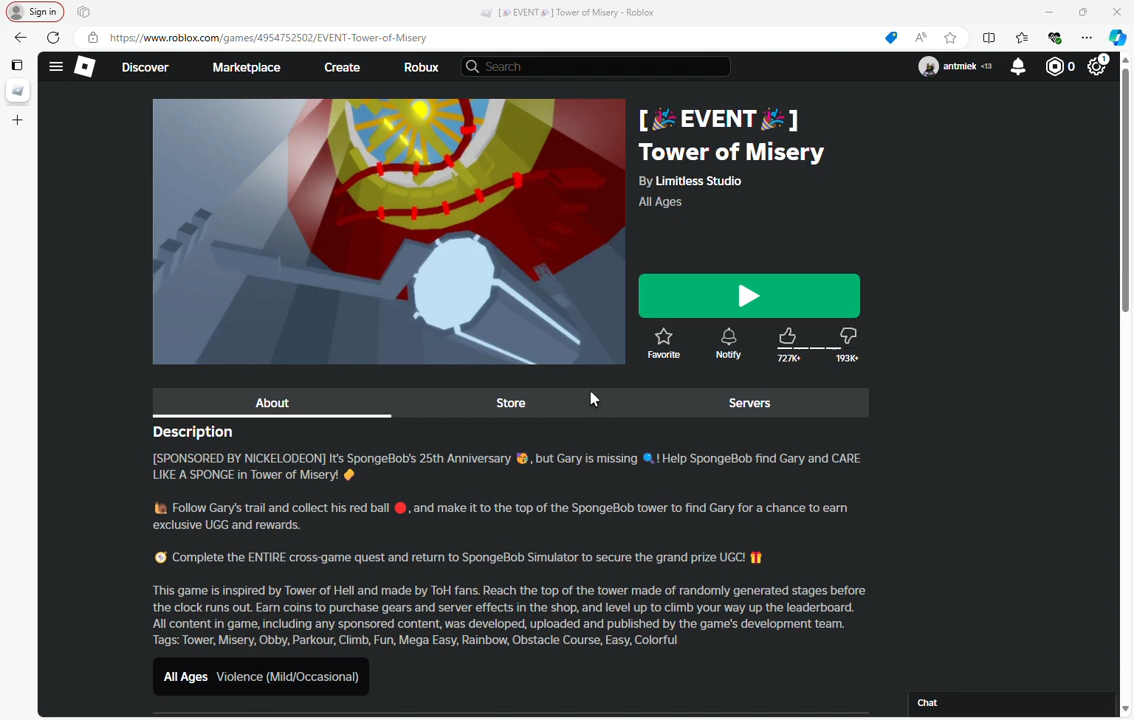 Sign in
[🎉EVENT🎉] Tower of Misery - Roblox
https://www.roblox.com/games/4954752502/EVENT-Tower-of-Misery
Discover Marketplace Create Robux Search antmiek <13 0 1
[🎉EVENT🎉]
Tower of Misery
By Limitless Studio
All Ages
Favorite Notify 727K+ 193K+
About Store Servers
Description
[SPONSORED BY NICKELODEON] It's SpongeBob's 25th Anniversary 🥳, but Gary is missing 🔍! Help SpongeBob find Gary and CARE
LIKE A SPONGE in Tower of Misery! 🧽
🐌 Follow Gary's trail and collect his red ball 🔴, and make it to the top of the SpongeBob tower to find Gary for a chance to earn
exclusive UGG and rewards.
🧭 Complete the ENTIRE cross-game quest and return to SpongeBob Simulator to secure the grand prize UGC! 🎁
This game is inspired by Tower of Hell and made by ToH fans. Reach the top of the tower made of randomly generated stages before
the clock runs out. Earn coins to purchase gears and server effects in the shop, and level up to climb your way up the leaderboard.
All content in game, including any sponsored content, was developed, uploaded and published by the game's development team.
Tags: Tower, Misery, Obby, Parkour, Climb, Fun, Mega Easy, Rainbow, Obstacle Course, Easy, Colorful
All Ages Violence (Mild/Occasional)
Chat